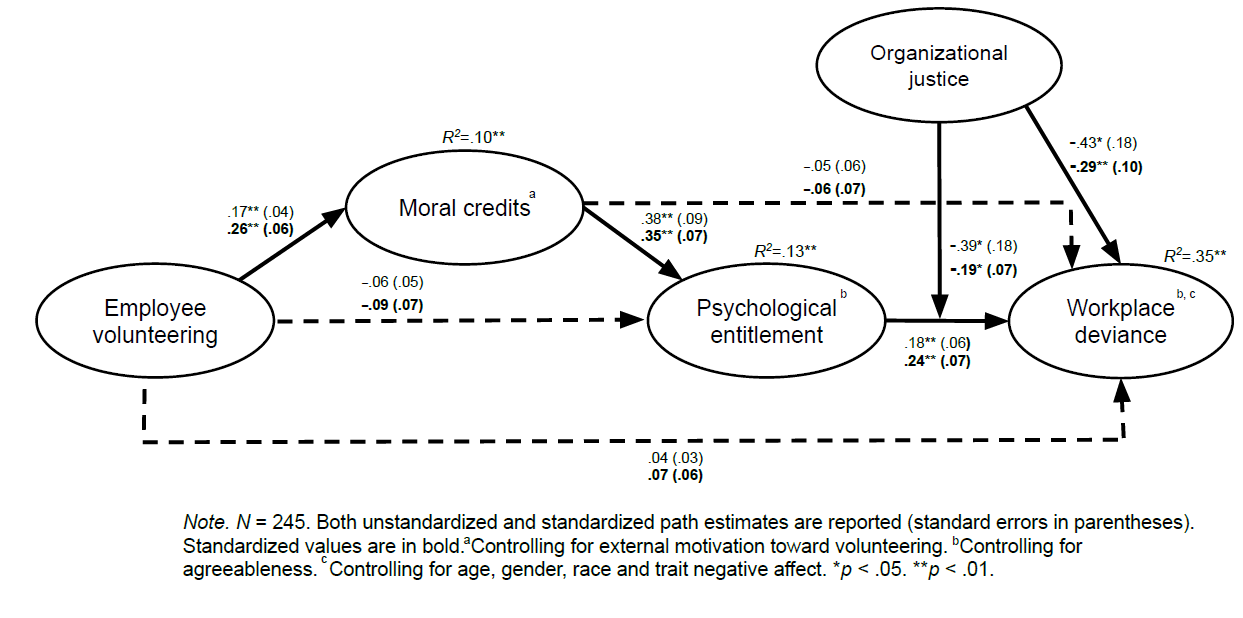 Organizational
justice
R²=.10**
-.43* (.18)
-.29** (.10)
–.05 (.06)
–.06 (.07)
Moral credits a
.17** (.04)
.26** (.06)
.38** (.09)
.35** (.07)
-.39* (.18)
-.19* (.07)
R²=.13**
R²=.35**
–.06 (.05)
–.09 (.07)
Employee
volunteering
Psychological b
entitlement
Workplace b, c
deviance
.18** (.06)
.24** (.07)
.04 (.03)
.07 (.06)
Note. N = 245. Both unstandardized and standardized path estimates are reported (standard errors in parentheses).
Standardized values are in bold. aControlling for external motivation toward volunteering. bControlling for
agreeableness. cControlling for age, gender, race and trait negative affect. *p < .05. **p < .01.